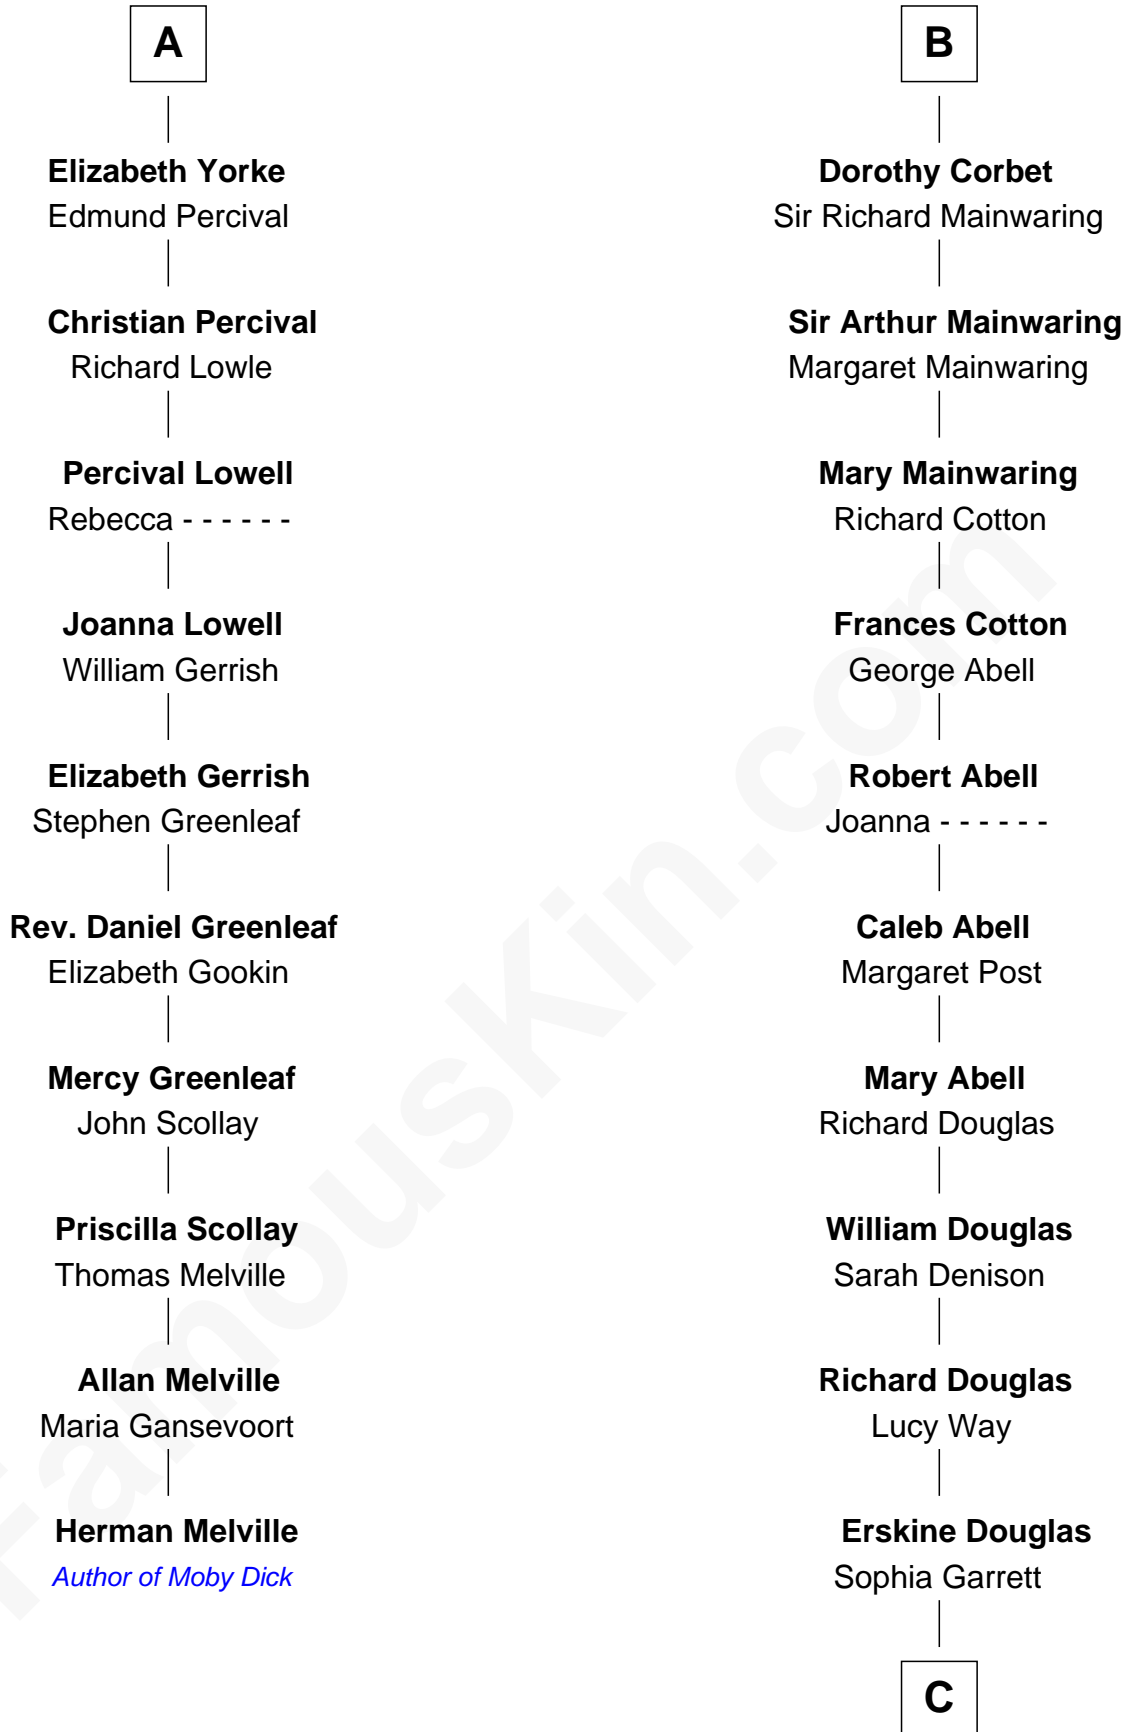 A
Elizabeth Yorke
Edmund Percival
Christian Percival
Richard Lowle
Percival Lowell
Rebecca - - - - - -
Joanna Lowell
William Gerrish
Elizabeth Gerrish
Stephen Greenleaf
Rev. Daniel Greenleaf
Elizabeth Gookin
Mercy Greenleaf
John Scollay
Priscilla Scollay
Thomas Melville
Allan Melville
Maria Gansevoort
Herman Melville
Author of Moby Dick
B
Dorothy Corbet
Sir Richard Mainwaring
Sir Arthur Mainwaring
Margaret Mainwaring
Mary Mainwaring
Richard Cotton
Frances Cotton
George Abell
Robert Abell
Joanna - - - - - -
Caleb Abell
Margaret Post
Mary Abell
Richard Douglas
William Douglas
Sarah Denison
Richard Douglas
Lucy Way
Erskine Douglas
Sophia Garrett
C
FamousKin.com